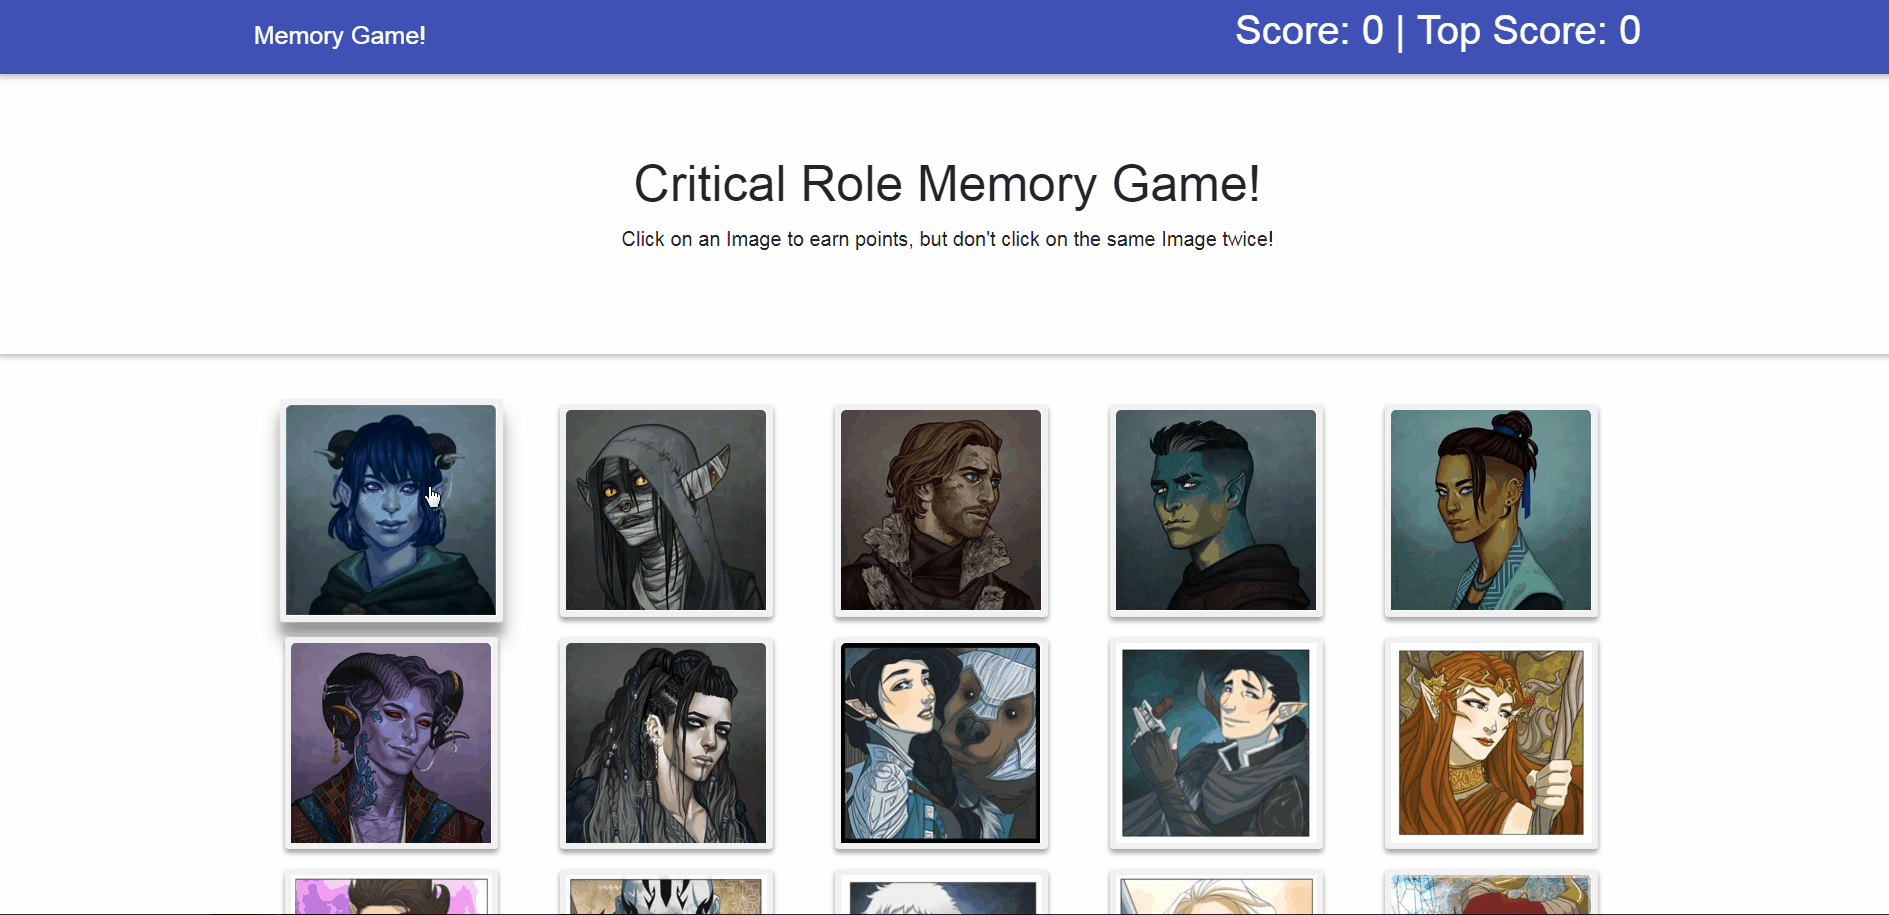 Memory Game!
Score: 0 | Top Score: 0
Critical Role Memory Game!
Click on an Image to earn points, but don't click on the same Image twice!